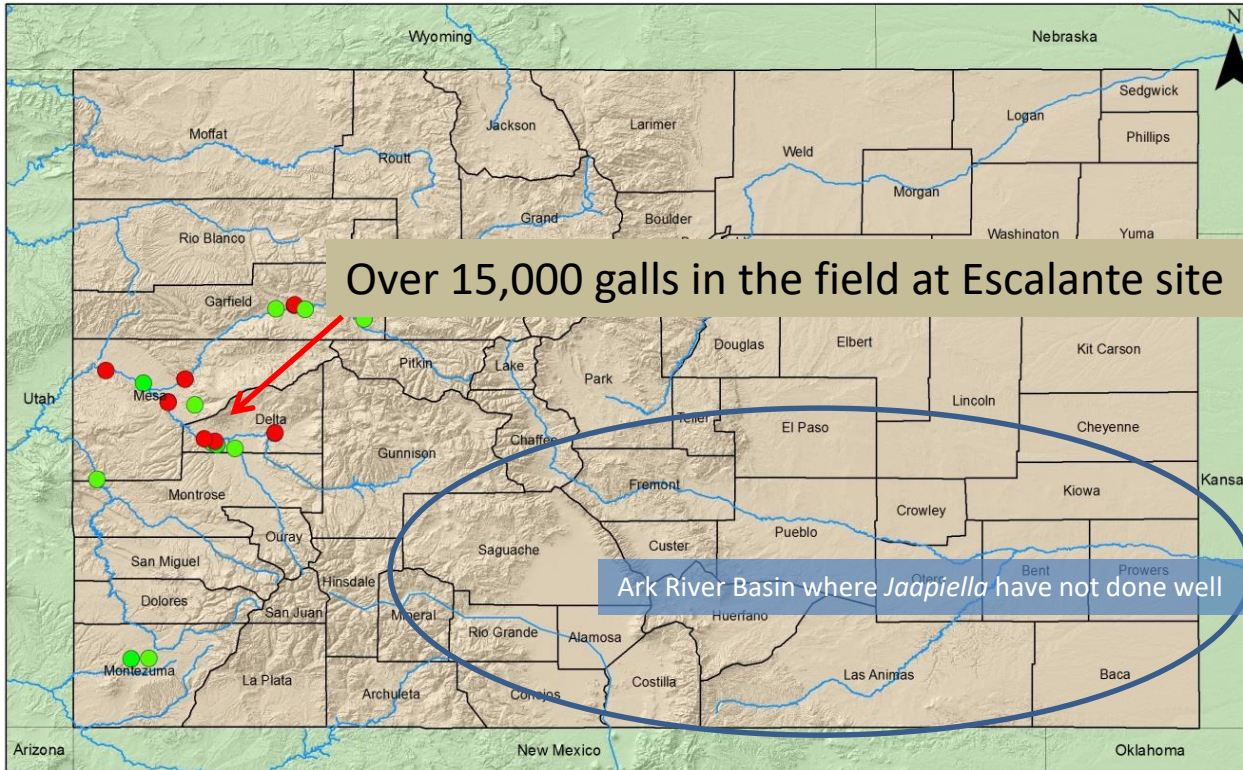 N
Wyoming
Nebraska
Sedgwick
Logan
Jackson
Larimer
Phillips
Moffat
Routt
Weld
Morgan
Grand
Boulder
Rio Blanco
Washington
Yuma
Over 15,000 galls in the field at Escalante site
Garfield
Douglas
Elbert
Kit Carson
Pitkin
Lake
Park
Utah
Mesa
Lincoln
Teller
Delta
El Paso
Cheyenne
Chaffee
Gunnison
Fremont
Kansa
Kiowa
Montrose
Crowley
Pueblo
Ouray
Saguache
Custer
San Miguel
Otero
Bent
Prowers
Hinsdale
Ark River Basin where Jaapiella have not done well
Dolores
San Juan
Mineral
Huerfano
Rio Grande
Alamosa
Montezuma
La Plata
Las Animas
Baca
Costilla
Archuleta
Conejos
Arizona
New Mexico
Oklahoma